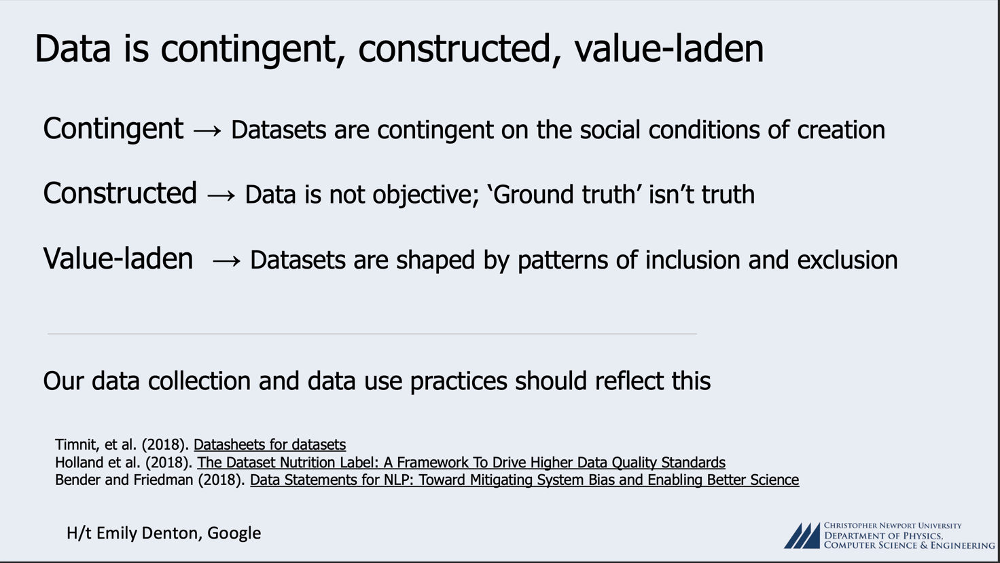 Data is contingent, constructed, value-laden
Contingent → Datasets are contingent on the social conditions of creation
Constructed → Data is not objective; ‘Ground truth’ isn’t truth
Value-laden → Datasets are shaped by patterns of inclusion and exclusion
Our data collection and data use practices should reflect this
Timnit, et al. (2018). Datasheets for datasets
Holland et al. (2018). The Dataset Nutrition Label: A Framework To Drive Higher Data Quality Standards
Bender and Friedman (2018). Data Statements for NLP: Toward Mitigating System Bias and Enabling Better Science
H/t Emily Denton, Google
Christopher Newport University
Department of Physics,
Computer Science & Engineering